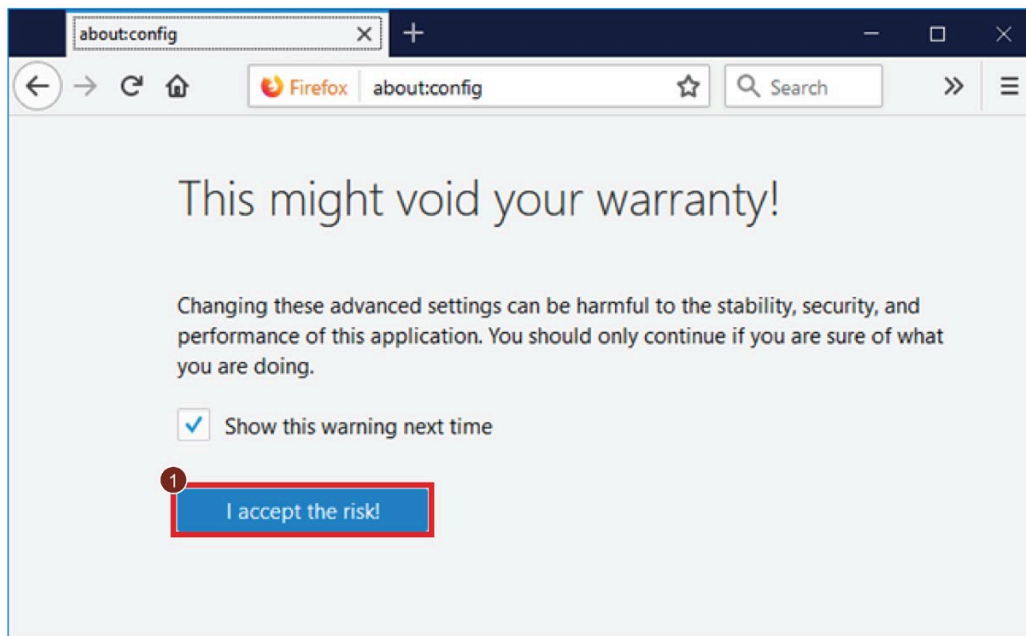 about:config
Firefox about:config Search
This might void your warranty!
Changing these advanced settings can be harmful to the stability, security, and
performance of this application. You should only continue if you are sure of what
you are doing.
Show this warning next time
1
I accept the risk!